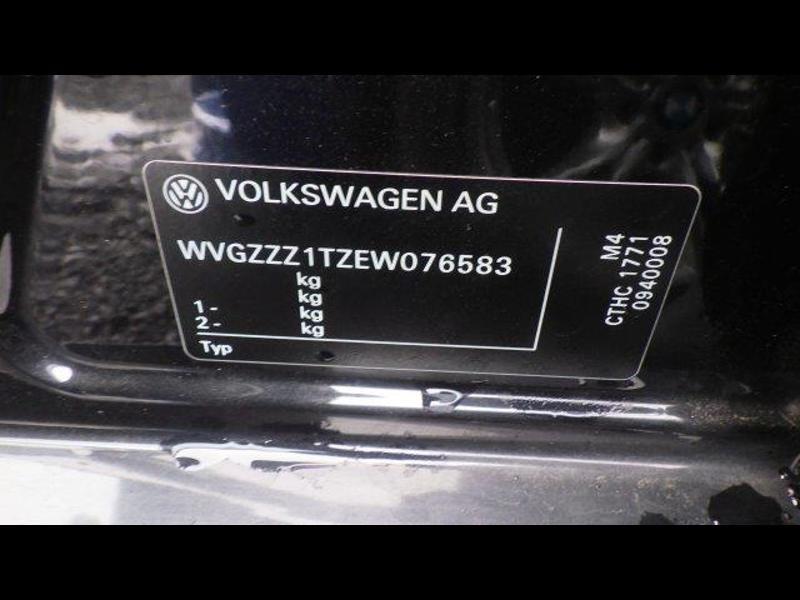 VOLKSWAGEN AG
WVGZZZ1TZEW076583
kg
kg
1- kg
2- kg
Typ
M4
CTHC 1771
0940008